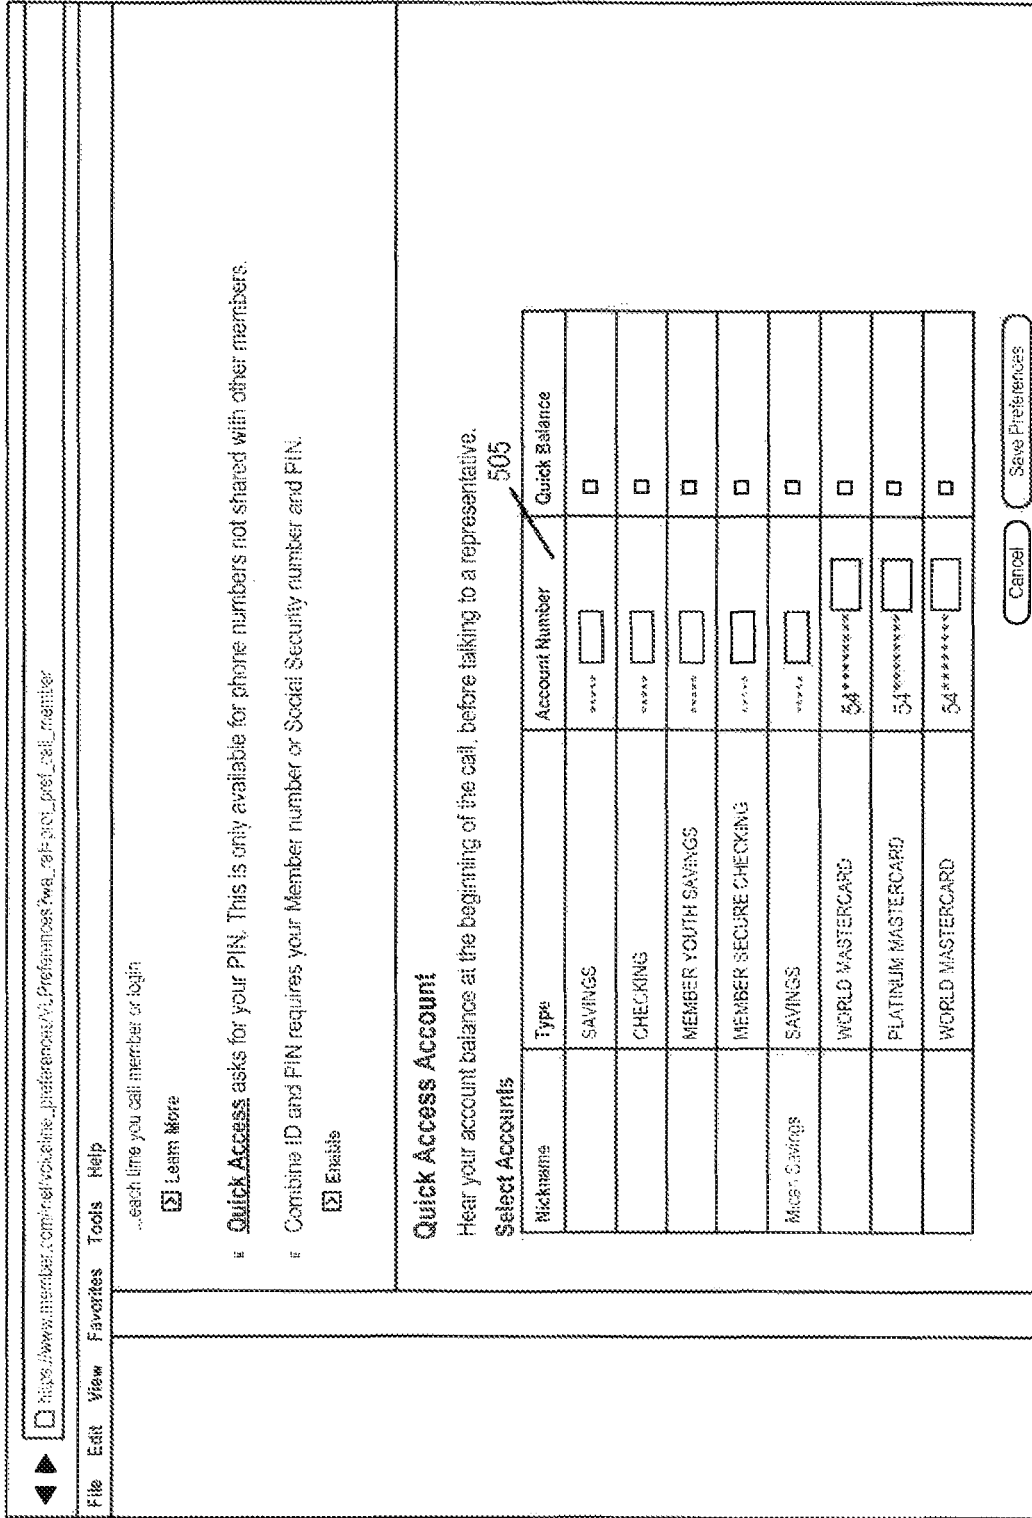 https://www.member.com/inet/voiceline_preferences/VLPreferences?wa_ref=pref_pref_call_member
File Edit View Favorites Tools Help
...each time you call member or login
Learn More
Quick Access asks for your PIN. This is only available for phone numbers not shared with other members.
Combine ID and PIN requires your Member number or Social Security number and PIN.
Enable
Quick Access Account
Hear your account balance at the beginning of the call, before talking to a representative.
Select Accounts
505
Nickname Type Account Number Quick Balance
SAVINGS *****
CHECKING *****
MEMBER YOUTH SAVINGS *****
MEMBER SECURE CHECKING *****
Savings SAVINGS *****
WORLD MASTERCARD 54**********
PLATINUM MASTERCARD 54**********
WORLD MASTERCARD 54**********
Cancel Save Preferences